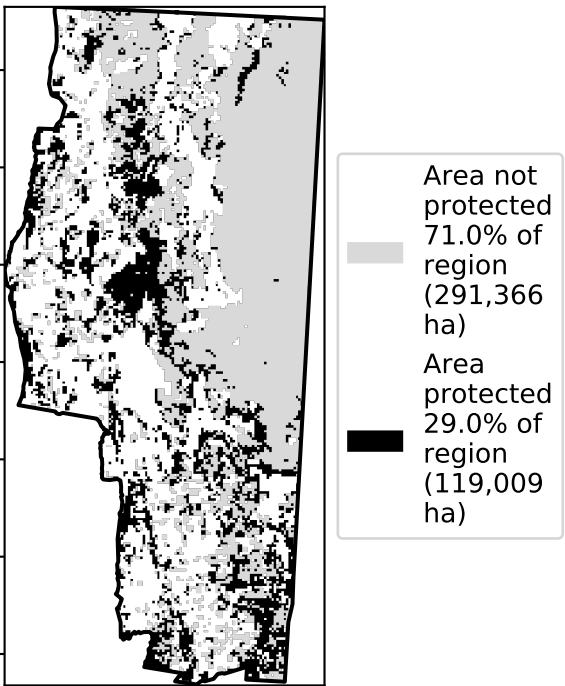 Area not
protected
71.0% of
region
(291,366
ha)
Area
protected
29.0% of
region
(119,009
ha)